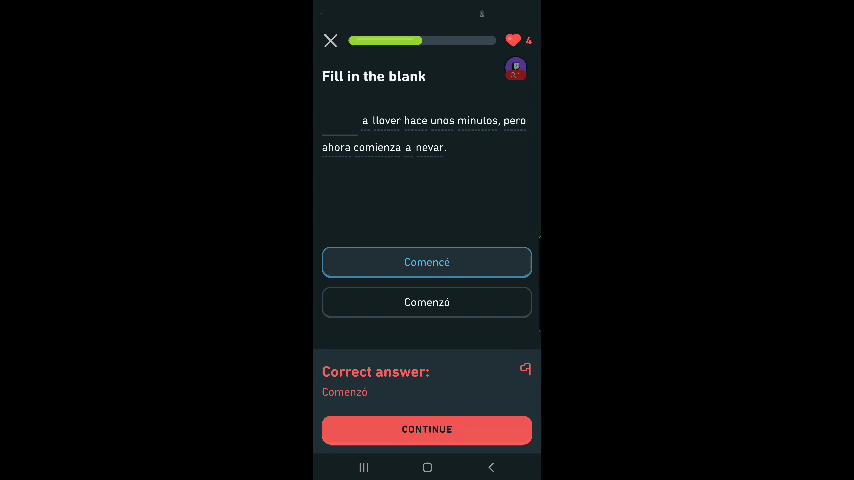 4
Fill in the blank
a llover hace unos minutos, pero
ahora comienza a nevar.
Comencé
Comenzó
Correct answer:
Comenzó
CONTINUE